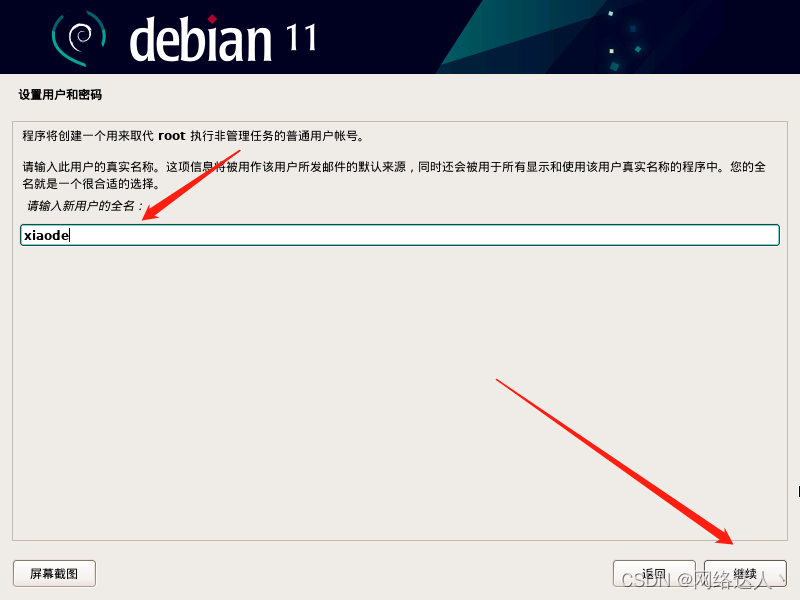 debian 11
设置用户和密码
程序将创建一个用来取代 root 执行非管理任务的普通用户帐号。
请输入此用户的真实名称。这项信息将被用作该用户所发邮件的默认来源，同时还会被用于所有显示和使用该用户真实名称的程序中。您的全
名就是一个很合适的选择。
请输入新用户的全名：
xiaode
屏幕截图
返回
继续
CSDN @网络达人